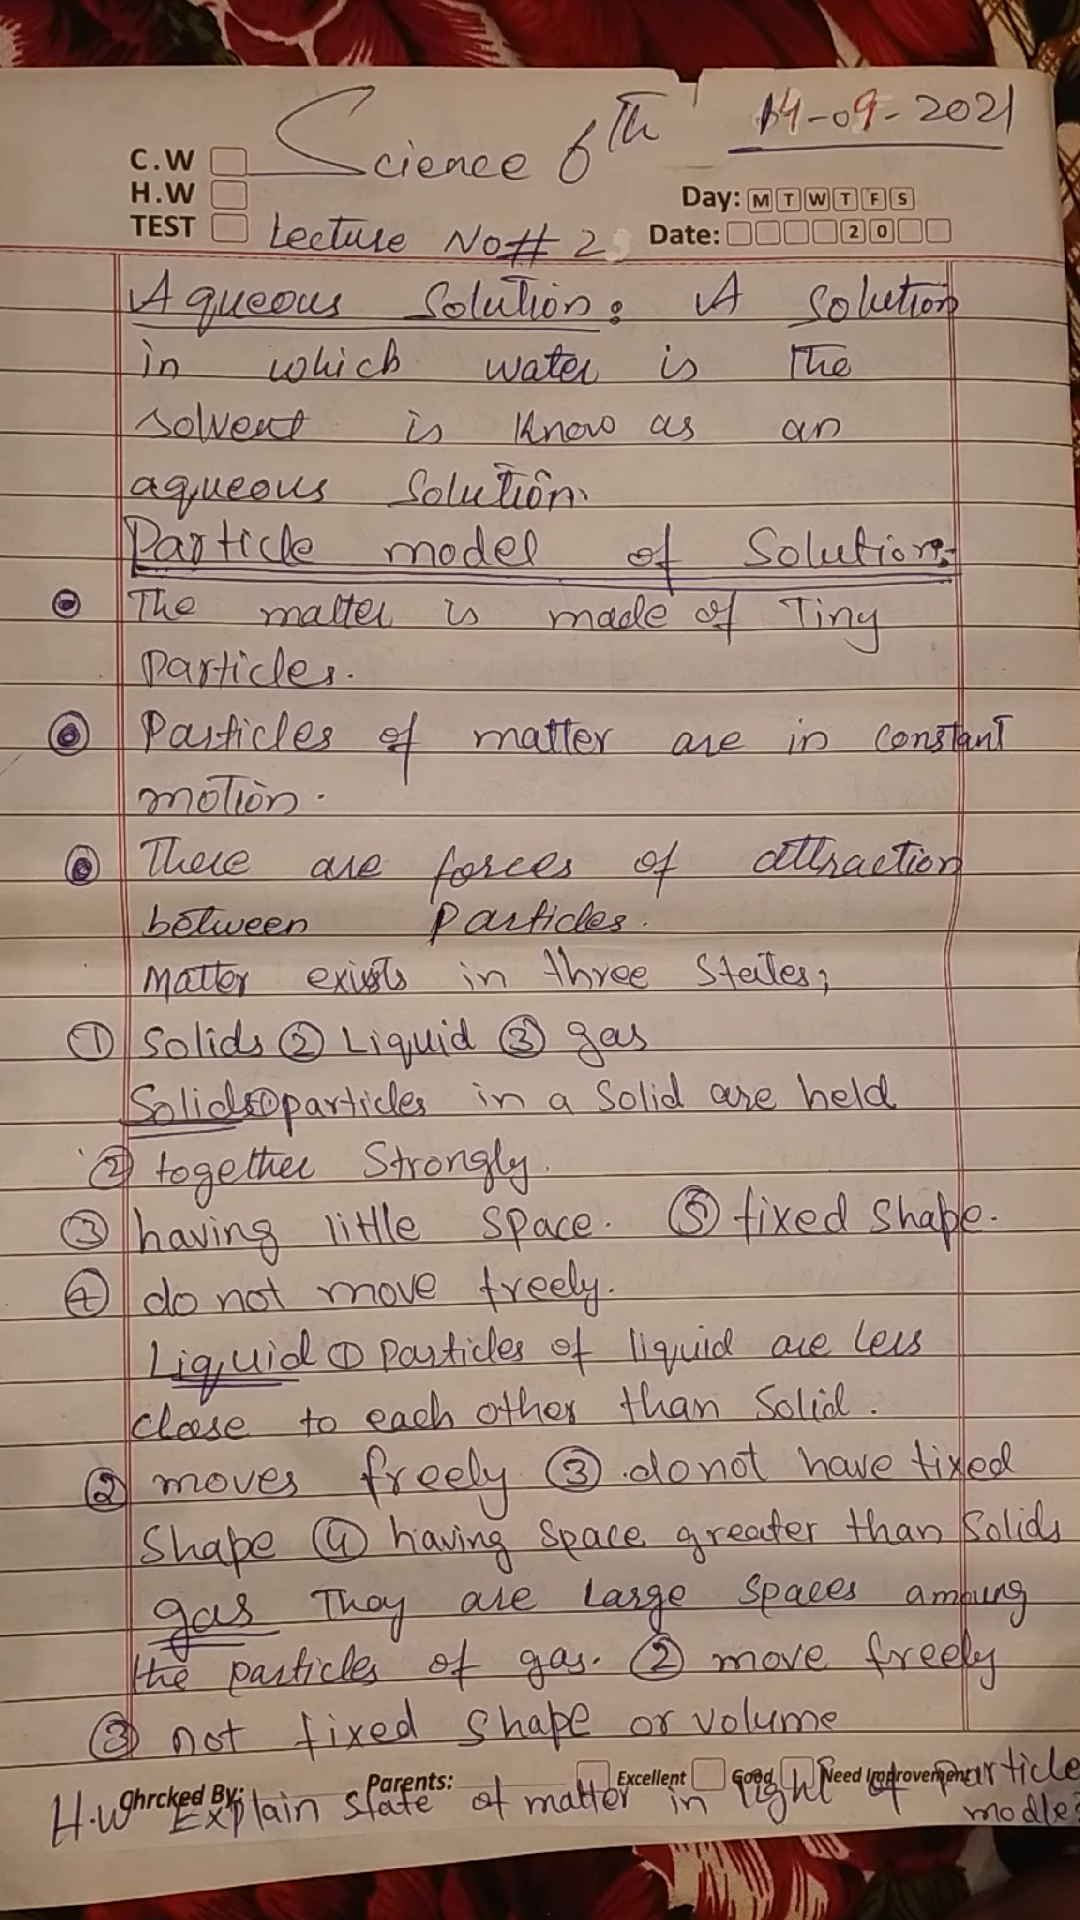 Science 6th 14-09-2021
C.W
H.W
TEST
Day: M T W T F S
Lecture No# 2
Date: 2 0
Aqueous Solution: A Solution
in which water is the
solvent is know as an
aqueous Solution.
Particle model of Solution:-
The matter is made of Tiny
Particles.
Particles of matter are in constant
motion.
There are forces of attraction
between Particles.
Matter exists in three States;
① Solids ② Liquid ③ gas
Solids ① particles in a Solid are held
② together Strongly.
③ having little space. ⑤ fixed shape.
④ do not move freely.
Liquid ① Particles of liquid are less
close to each other than Solid.
② moves freely ③ do not have fixed
Shape ④ having space greater than Solids
gas They are large spaces amoung
the particles of gas. ② move freely
③ not fixed shape or volume
Chrcked By: Parents: Excellent Good Need Improvement
H.W Explain state of matter in light of particle
modle: